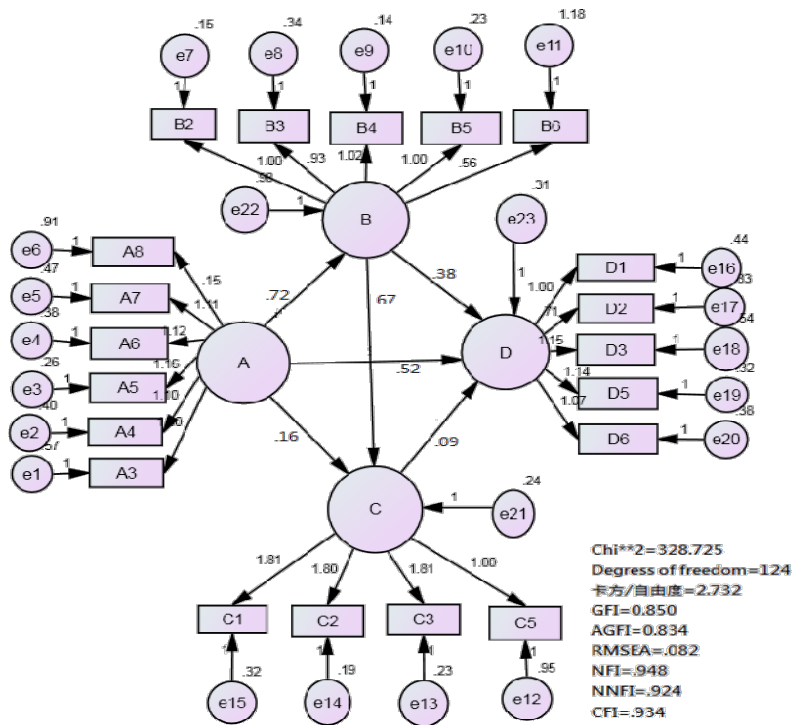 .15
.34
.14
.23
1.18
e7
e8
e9
e10
e11
1
1
1
1
1
B2
B3
B4
B5
B6
1.00
.93
1.02
1.00
.56
.98
e22
1
B
.31
e23
1
.91
e6
1
A8
.15
.47
e5
1
A7
1.11
.38
e4
1
A6
1.12
.26
e3
1
A5
1.16
.40
e2
1
A4
1.10
.57
e1
1
A3
A
.72
.67
.38
.52
.16
.09
D
1.00
D1
1
e16
.44
.71
D2
1
e17
.83
1.15
D3
1
e18
.54
1.14
D5
1
e19
.32
1.07
D6
1
e20
.38
C
1
e21
.24
1.81
1.80
1.81
1.00
C1
C2
C3
C5
1
1
1
1
.32
.19
.23
.95
e15
e14
e13
e12
Chi**2=328.725
Degress of freedom=124
卡方/自由度=2.732
GFI=0.850
AGFI=0.834
RMSEA=.082
NFI=.948
NNFI=.924
CFI=.934